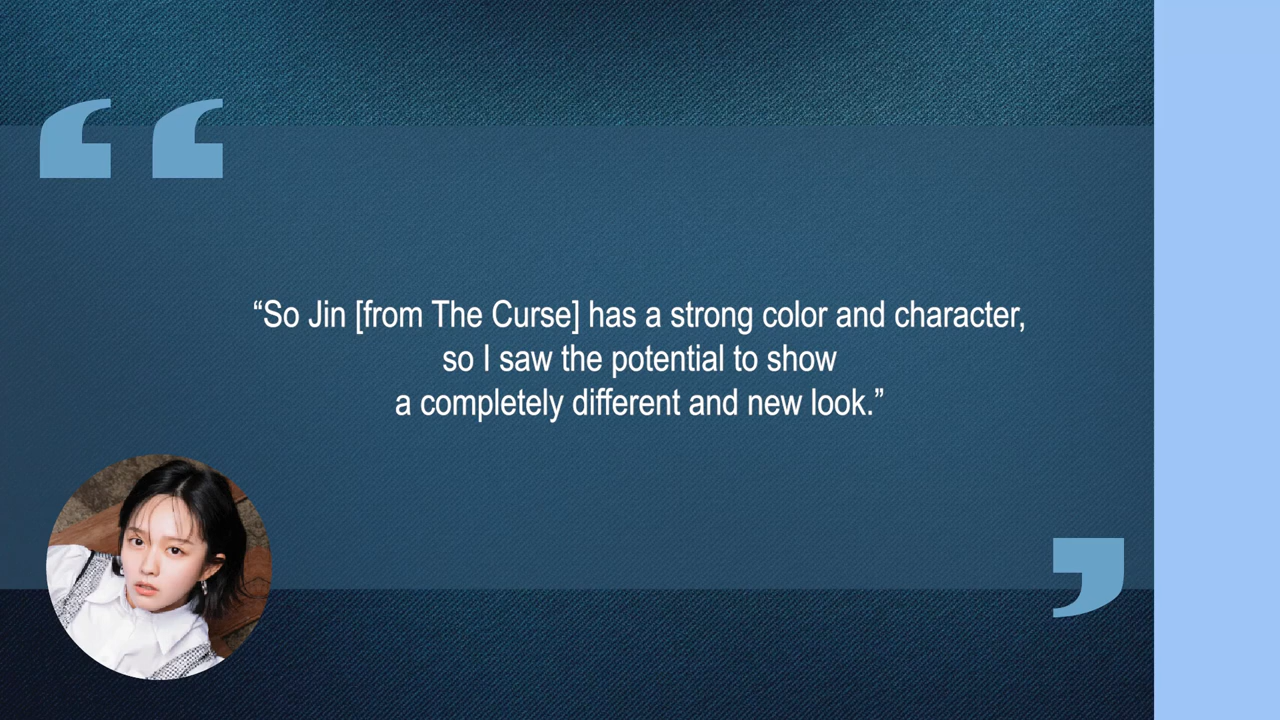 “So Jin [from The Curse] has a strong color and character,
so I saw the potential to show
a completely different and new look.”